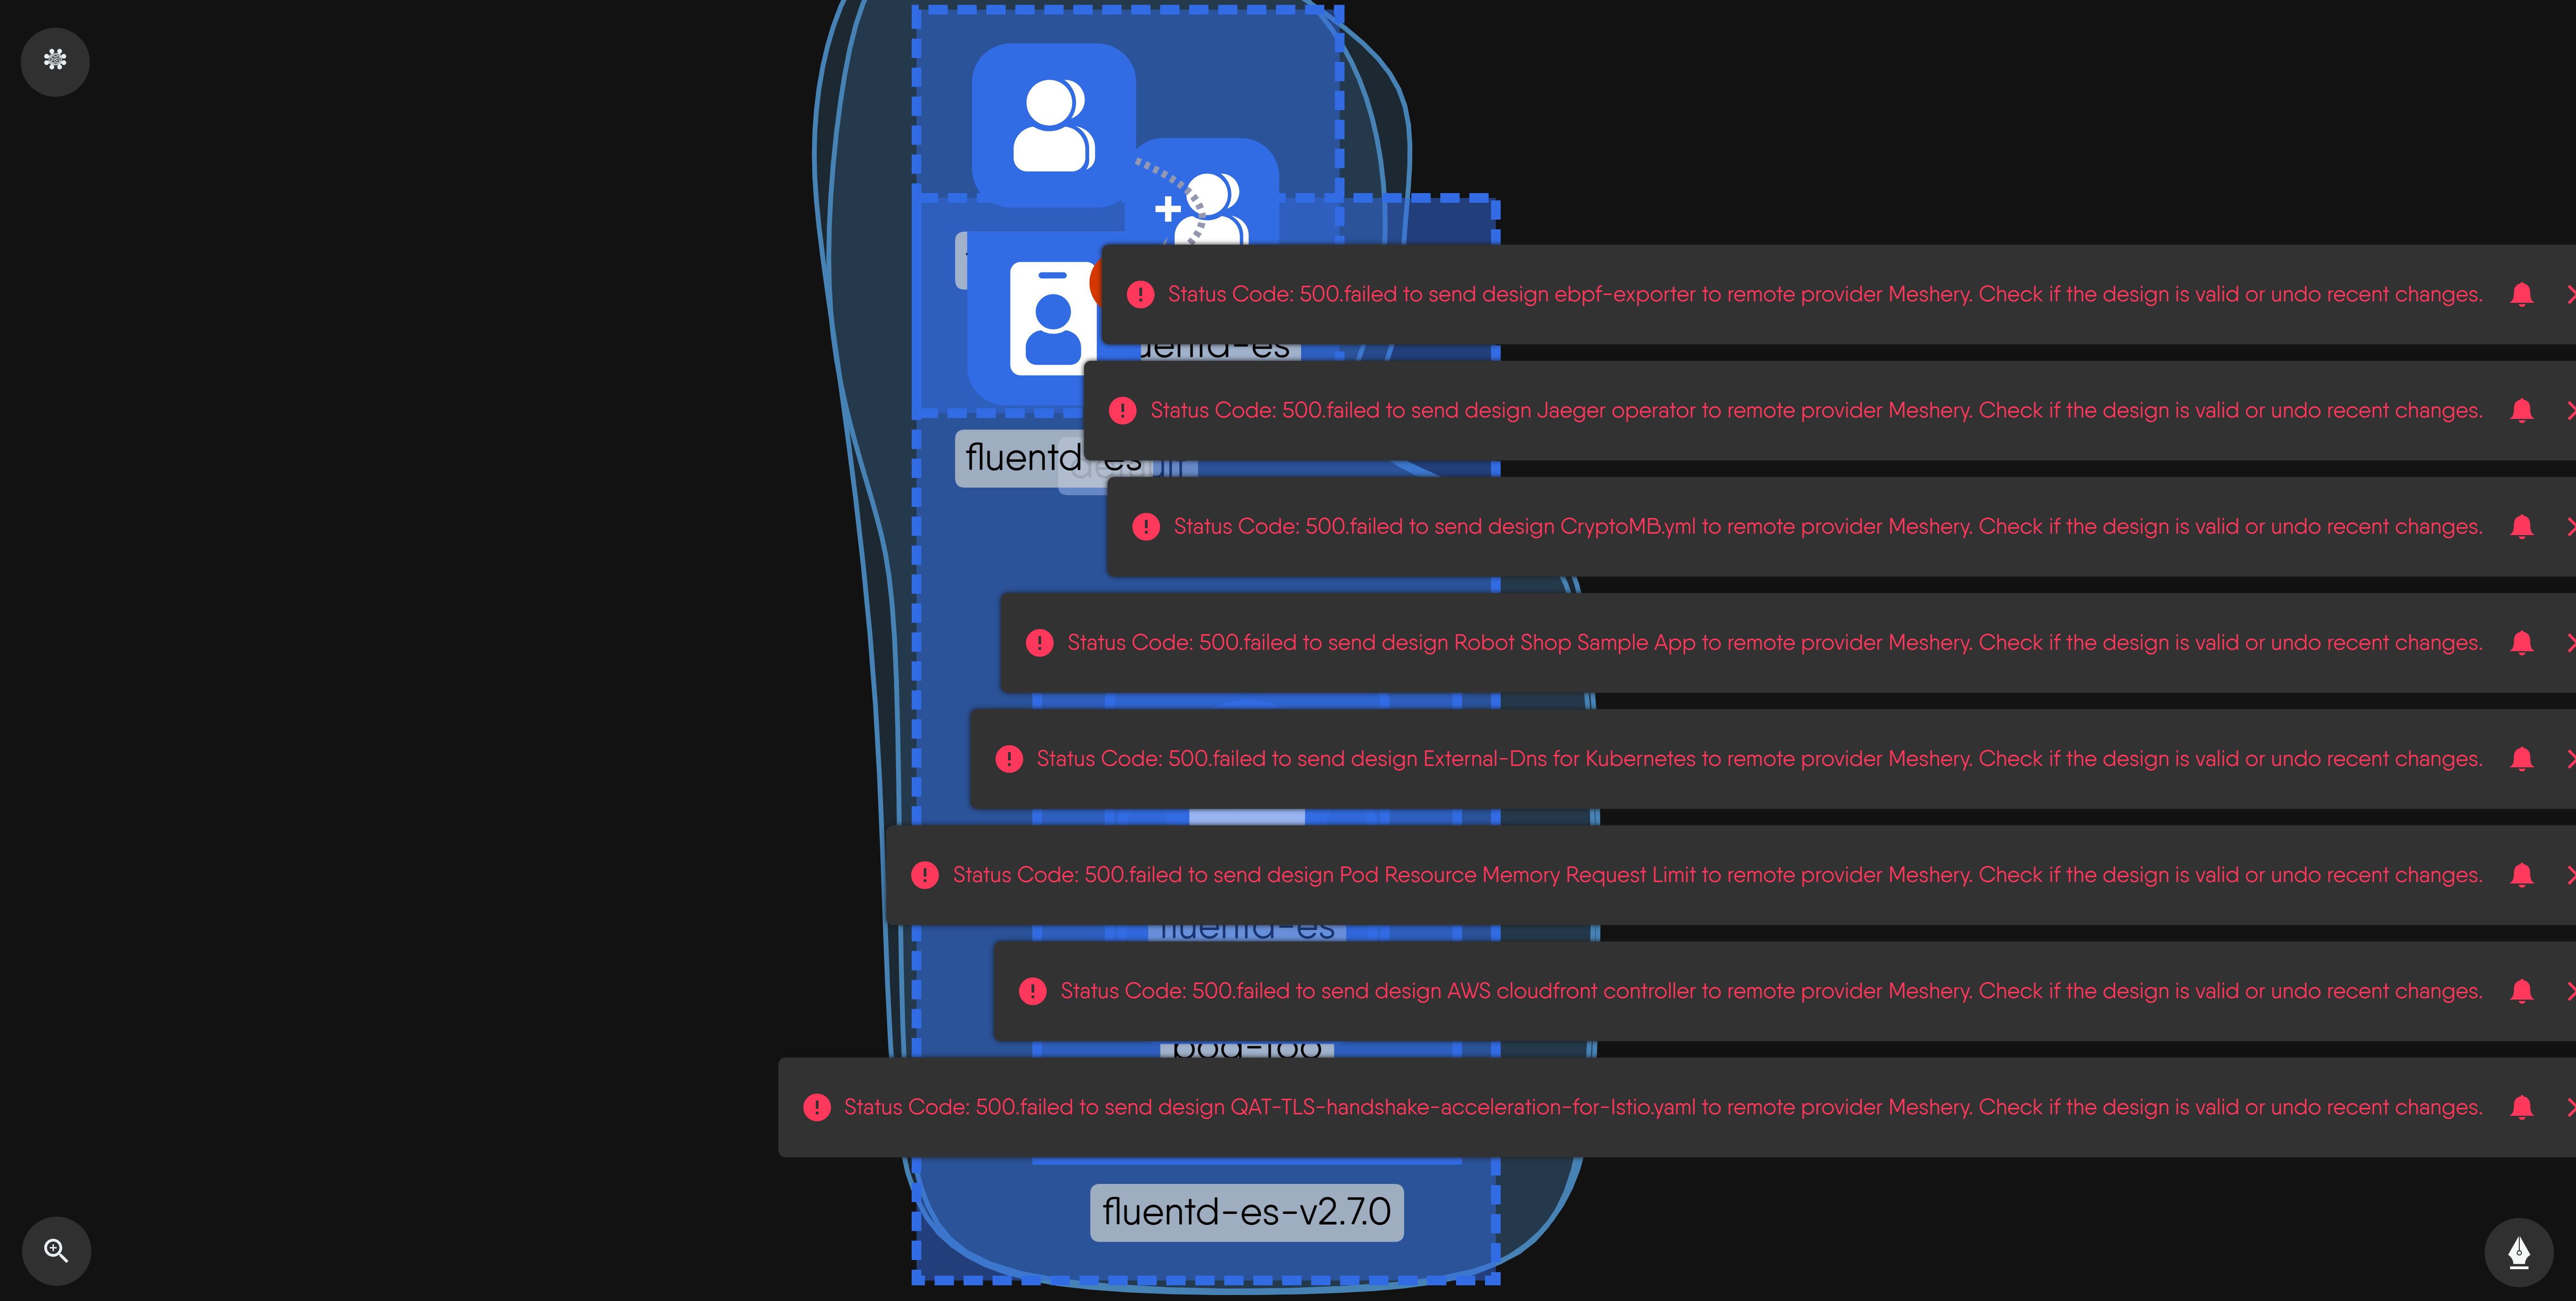 Status Code: 500.failed to send design ebpf-exporter to remote provider Meshery. Check if the design is valid or undo recent changes.
Status Code: 500.failed to send design Jaeger operator to remote provider Meshery. Check if the design is valid or undo recent changes.
fluentd-es
Status Code: 500.failed to send design CryptoMB.yml to remote provider Meshery. Check if the design is valid or undo recent changes.
Status Code: 500.failed to send design Robot Shop Sample App to remote provider Meshery. Check if the design is valid or undo recent changes.
Status Code: 500.failed to send design External-Dns for Kubernetes to remote provider Meshery. Check if the design is valid or undo recent changes.
Status Code: 500.failed to send design Pod Resource Memory Request Limit to remote provider Meshery. Check if the design is valid or undo recent changes.
fluentd-es
Status Code: 500.failed to send design AWS cloudfront controller to remote provider Meshery. Check if the design is valid or undo recent changes.
Status Code: 500.failed to send design QAT-TLS-handshake-acceleration-for-Istio.yaml to remote provider Meshery. Check if the design is valid or undo recent changes.
fluentd-es-v2.7.0